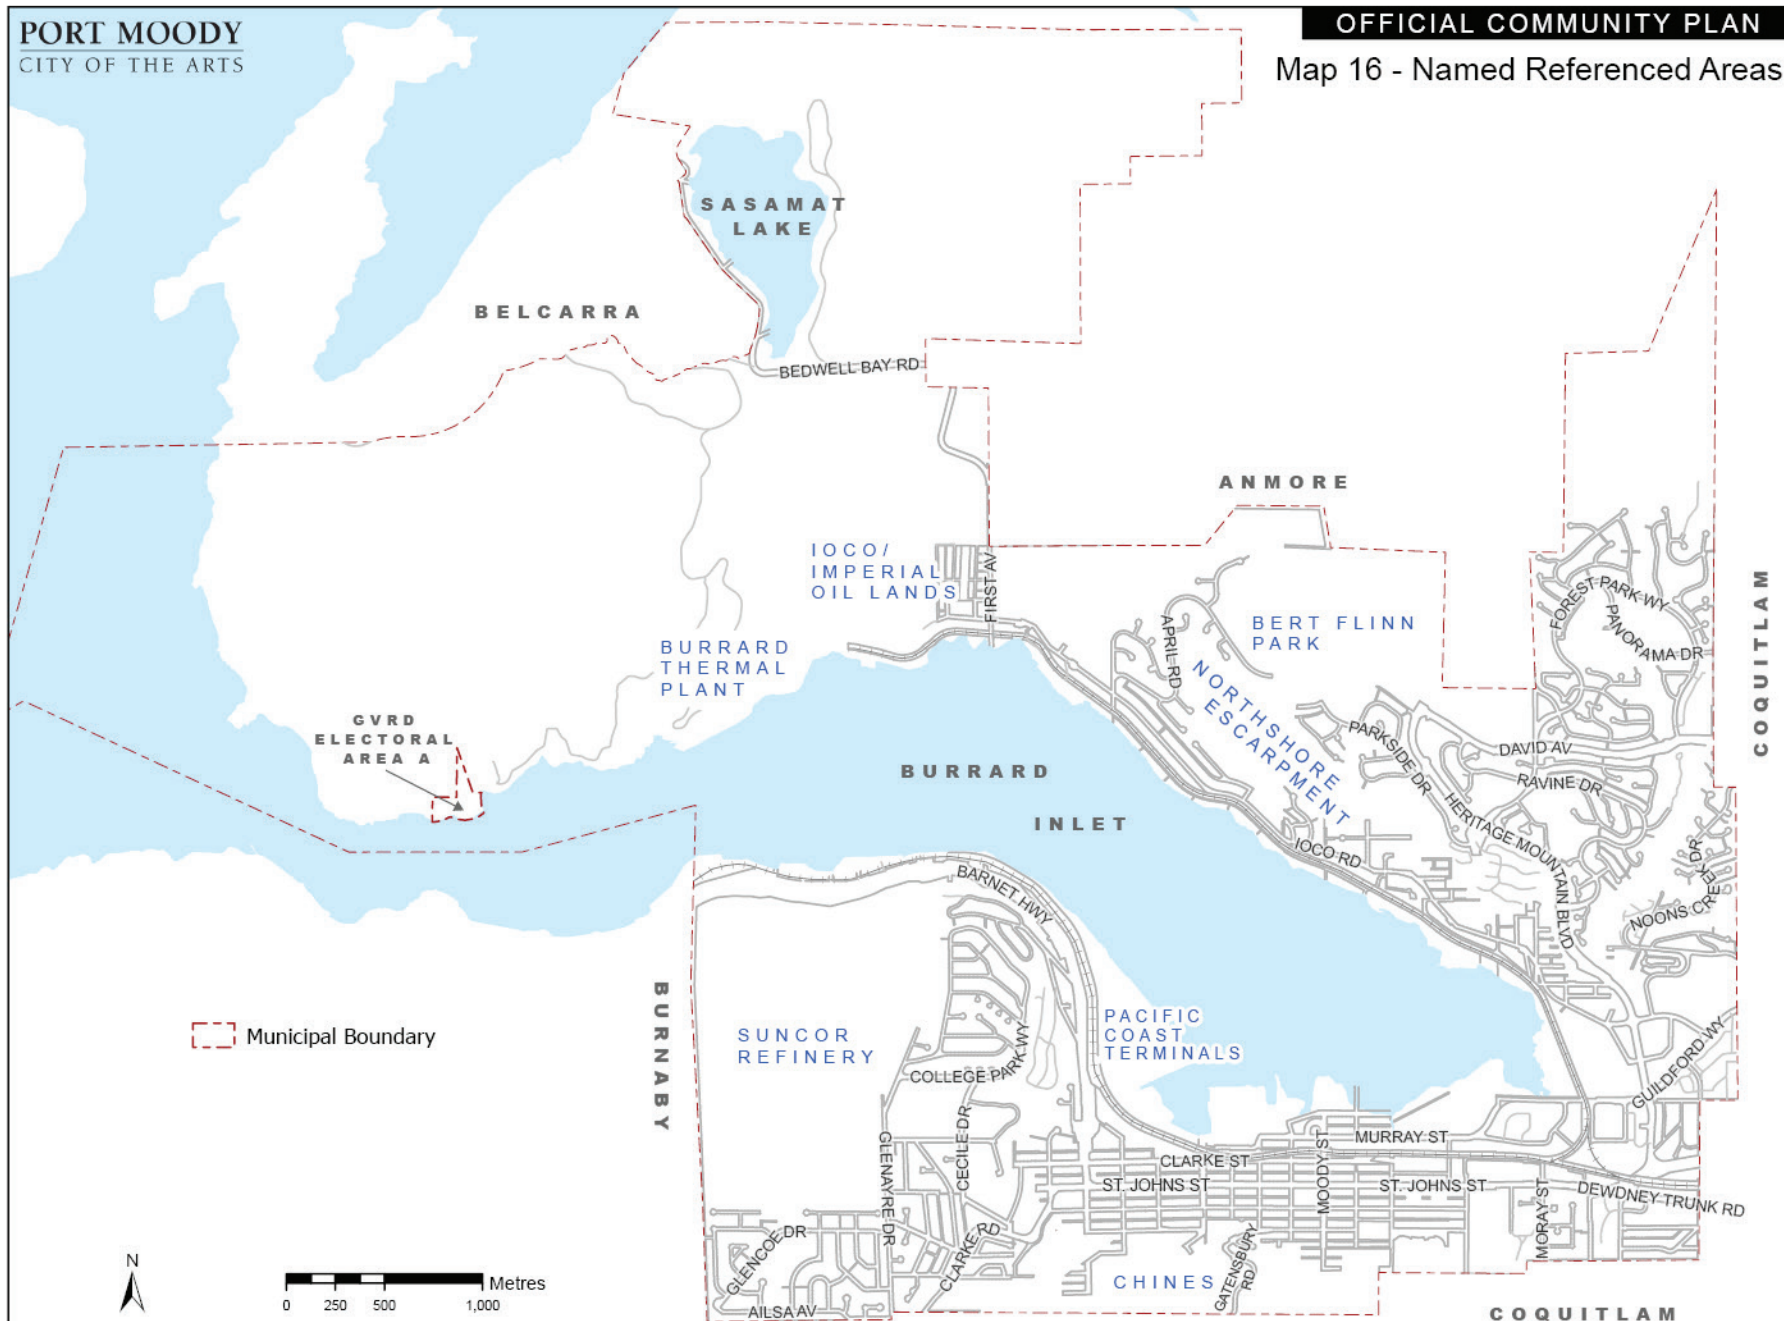 PORT MOODY
CITY OF THE ARTS
OFFICIAL COMMUNITY PLAN
Map 16 - Named Referenced Areas
SASAMAT
LAKE
BELCARRA
BEDWELL BAY RD
ANMORE
IOCO/
IMPERIAL
OIL LANDS
FIRST AV
BURRARD
THERMAL
PLANT
APRIL RD
BERT FLINN
PARK
NORTHSHORE
ESCARPMENT
FOREST PARK WY
PANORAMA DR
COQUITLAM
GVRD
ELECTORAL
AREA A
BURRARD
INLET
PARKSIDE DR
DAVID AV
RAVINE DR
HERITAGE MOUNTAIN BLVD
IOCO RD
NOONS CREEK DR
BARNET HWY
BURNABY
Municipal Boundary
SUNCOR
REFINERY
PACIFIC
COAST
TERMINALS
COLLEGE PARK WY
GUILDFORD WY
CECILE DR
GLENAYRE DR
MURRAY ST
CLARKE ST
MOODY ST
ST. JOHNS ST
ST. JOHNS ST
DEWDNEY TRUNK RD
MORAY ST
GLENCOE DR
CLARKE RD
GATENSBURY
RD
CHINES
AILSA AV
COQUITLAM
N
Metres
0 250 500 1,000